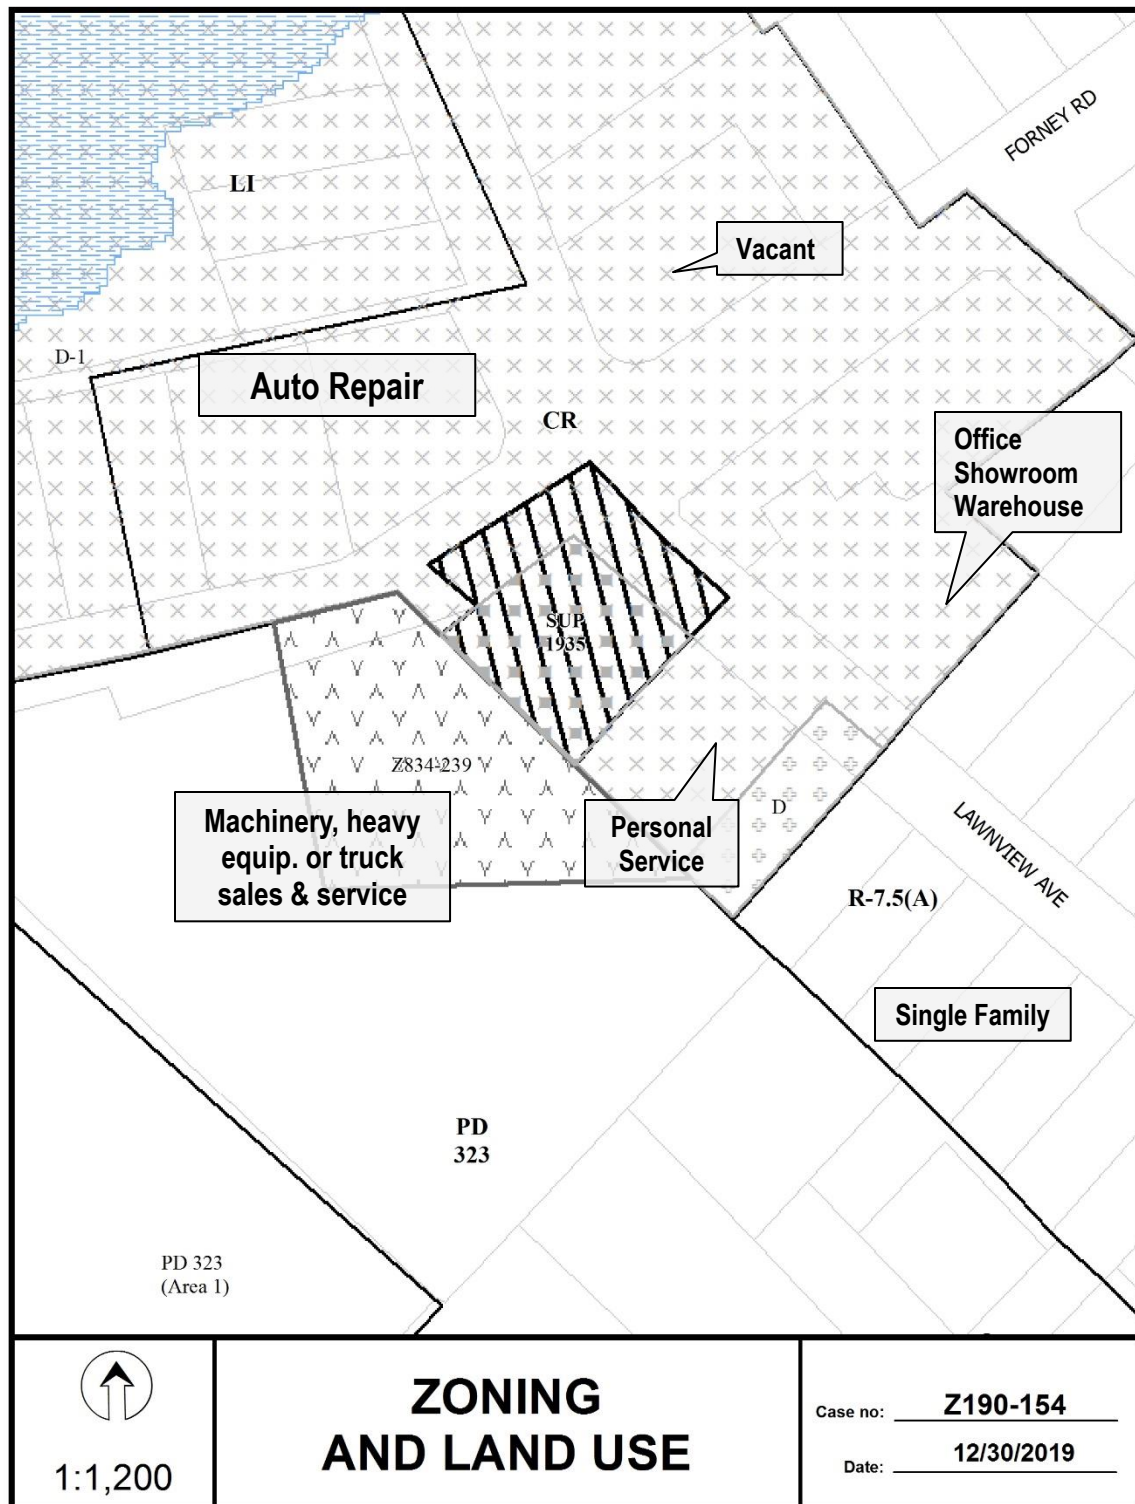 FORNEY RD
LI
Vacant
D-1
Auto Repair
CR
Office
Showroom
Warehouse
SUP
1935
Z834-239
Machinery, heavy
equip. or truck
sales & service
Personal
Service
D
LAWNVIEW AVE
R-7.5(A)
Single Family
PD
323
PD 323
(Area 1)
1:1,200
ZONING
AND LAND USE
Case no: Z190-154
Date: 12/30/2019